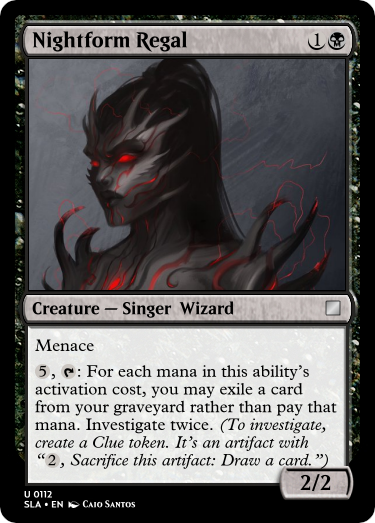 Nightform Regal 1
Creature — Singer Wizard
Menace
5, : For each mana in this ability's
activation cost, you may exile a card
from your graveyard rather than pay that
mana. Investigate twice. (To investigate,
create a Clue token. It's an artifact with
“2, Sacrifice this artifact: Draw a card.”)
2/2
U 0112
SLA • EN Caio Santos